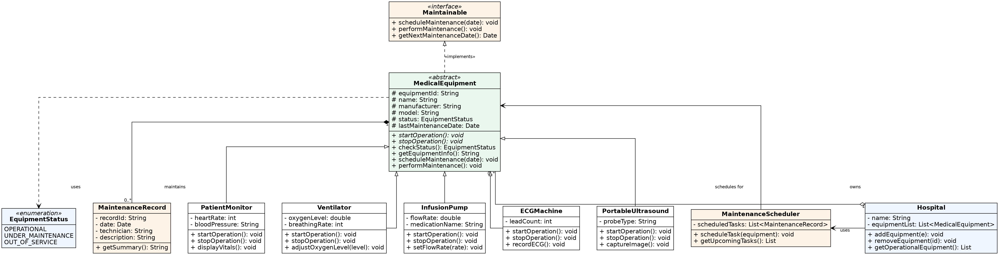 «interface»
Maintainable
+ scheduleMaintenance(date): void
+ performMaintenance(): void
+ getNextMaintenanceDate(): Date
«implements»
«abstract»
MedicalEquipment
# equipmentId: String
# name: String
# manufacturer: String
# model: String
# status: EquipmentStatus
# lastMaintenanceDate: Date
+ startOperation(): void
+ stopOperation(): void
+ checkStatus(): EquipmentStatus
+ getEquipmentInfo(): String
+ scheduleMaintenance(date): void
+ performMaintenance(): void
1
0..*
uses
maintains
schedules for
owns
0..*
1
uses
«enumeration»
EquipmentStatus
OPERATIONAL
UNDER_MAINTENANCE
OUT_OF_SERVICE
MaintenanceRecord
- recordId: String
- date: Date
- technician: String
- description: String
+ getSummary(): String
PatientMonitor
- heartRate: int
- bloodPressure: String
+ startOperation(): void
+ stopOperation(): void
+ displayVitals(): void
Ventilator
- oxygenLevel: double
- breathingRate: int
+ startOperation(): void
+ stopOperation(): void
+ adjustOxygenLevel(level): void
InfusionPump
- flowRate: double
- medicationName: String
+ startOperation(): void
+ stopOperation(): void
+ setFlowRate(rate): void
ECGMachine
- leadCount: int
+ startOperation(): void
+ stopOperation(): void
+ recordECG(): void
PortableUltrasound
- probeType: String
+ startOperation(): void
+ stopOperation(): void
+ captureImage(): void
MaintenanceScheduler
- scheduledTasks: List<MaintenanceRecord>
+ scheduleTask(equipment): void
+ getUpcomingTasks(): List
Hospital
- name: String
- equipmentList: List<MedicalEquipment>
+ addEquipment(e): void
+ removeEquipment(id): void
+ getOperationalEquipment(): List